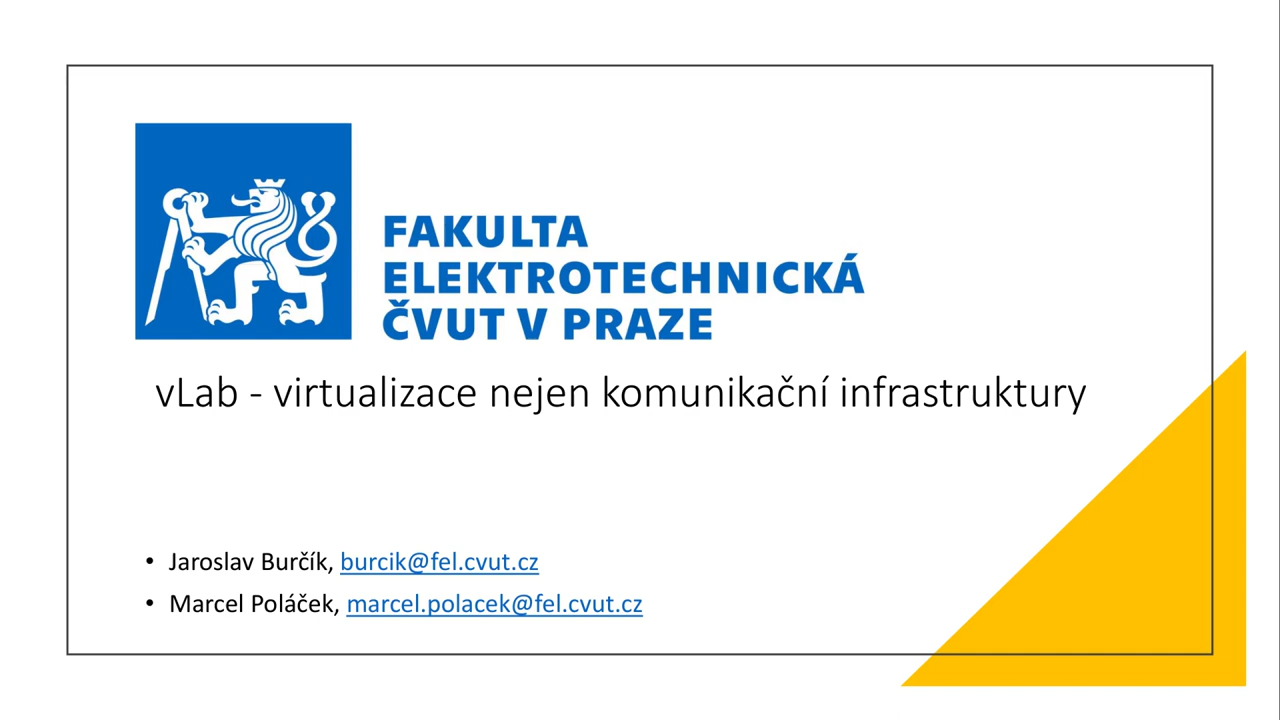 FAKULTA
ELEKTROTECHNICKÁ
ČVUT V PRAZE
vLab - virtualizace nejen komunikační infrastruktury
• Jaroslav Burčík, burcik@fel.cvut.cz
• Marcel Poláček, marcel.polacek@fel.cvut.cz